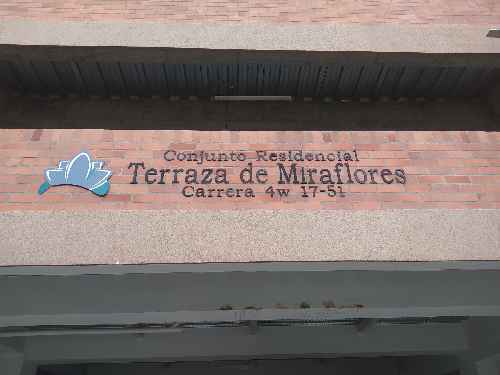 Conjunto Residencial
Terraza de Miraflores
Carrera 4w 17-51